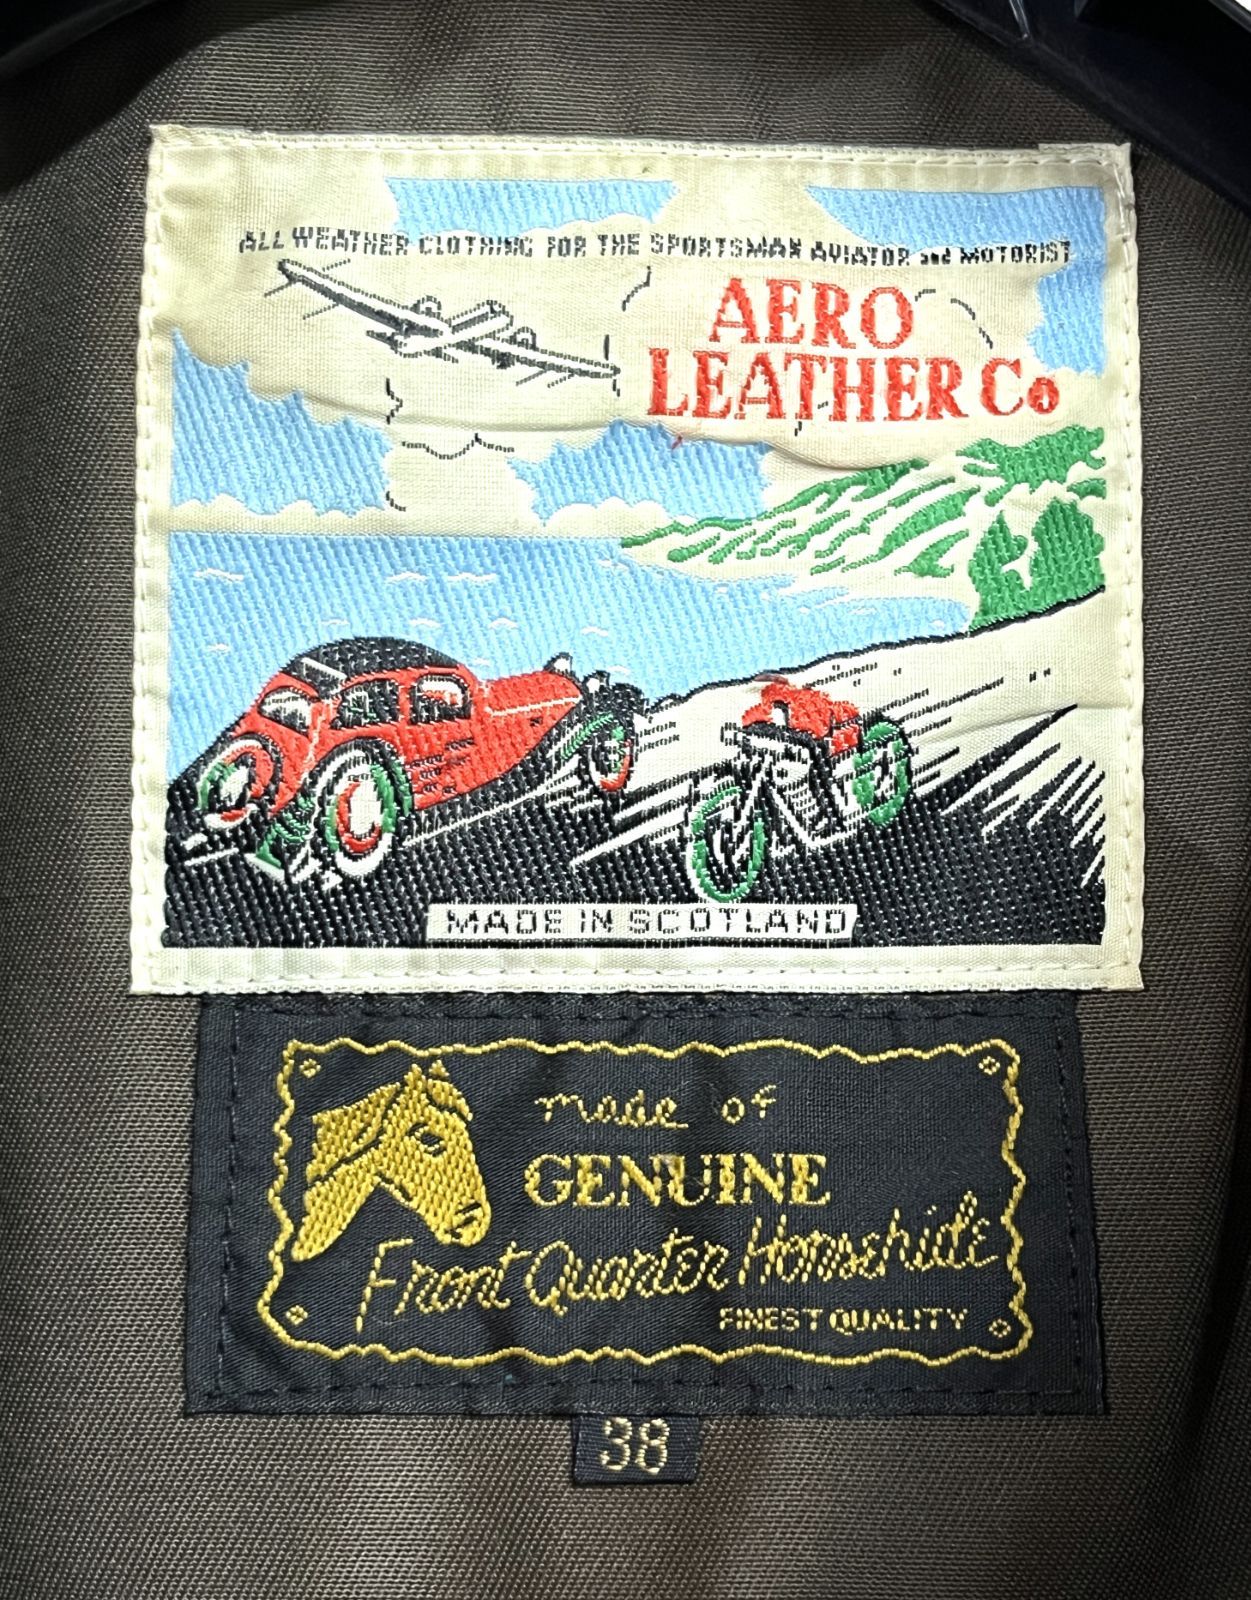 ALL WEATHER CLOTHING FOR THE SPORTSMAN AVIATOR and MOTORIST
AERO
LEATHER Co
MADE IN SCOTLAND
made of
GENUINE
Front Quarter Horsehide
FINEST QUALITY
38